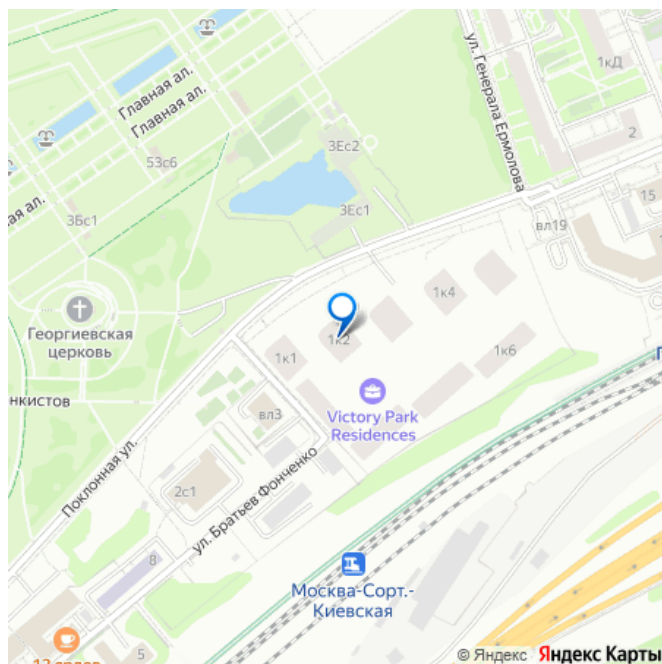 Главная ал.
Главная ал.
ная ал.
53с6
3Бс1
3Ес2
3Ес1
ул. Генерала Ермолова
1кД
2
15
вл19
1к4
1к2
1к1
1к6
Георгиевская
церковь
нкистов
Victory Park
Residences
вл3
2с1
8
5
Поклонная ул.
ул. Братьев Фонченко
П
Москва-Сорт.-
Киевская
© Яндекс Яндекс Карты